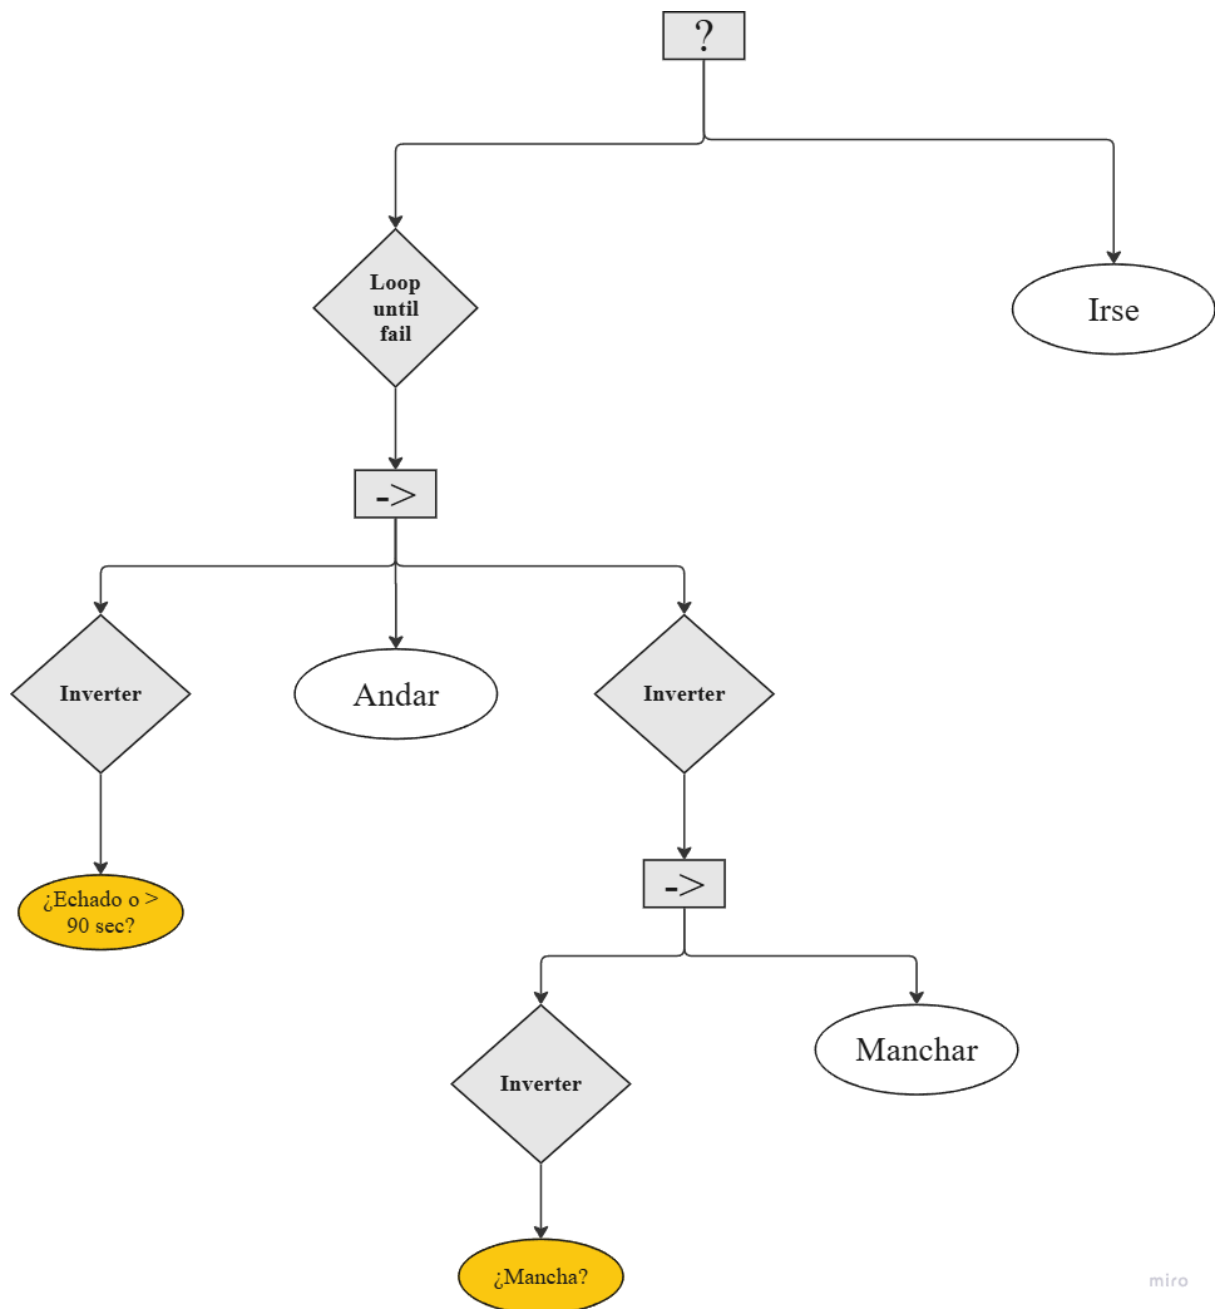 ?
Loop
until
fail
Irse
->
Inverter
Andar
Inverter
¿Echado o >
90 sec?
->
Inverter
Manchar
¿Mancha?
miro